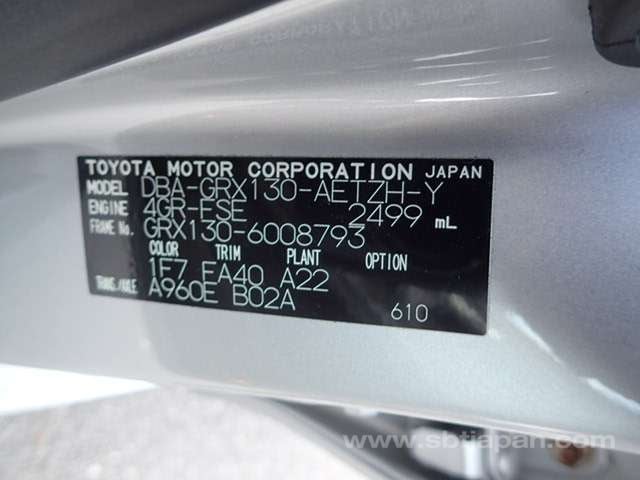 TOYOTA MOTOR CORPORATION JAPAN
MODEL DBA-GRX130-AETZH-Y
ENGINE 4GR-FSE 2499 mL
FRAME No. GRX130-6008793
COLOR TRIM PLANT OPTION
1F7 FA40 A22
TRANS./AXLE A960E B02A
610
www.sbtjapan.com